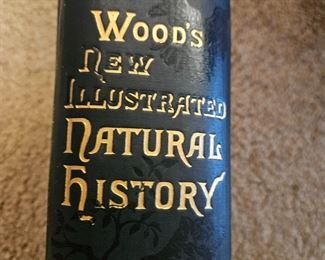 WOOD'S
NEW
ILLUSTRATED
NATURAL
HISTORY